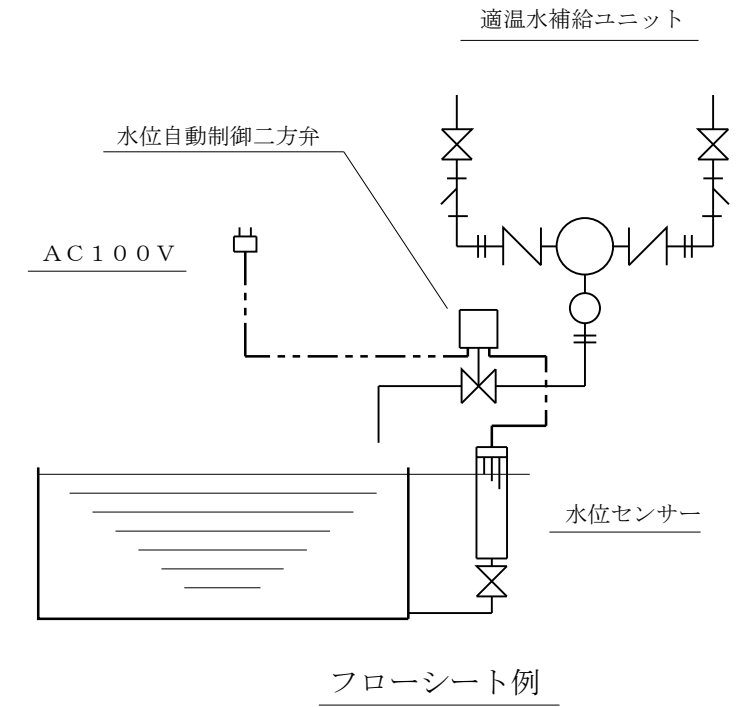 適温水補給ユニット
水位自動制御二方弁
ＡＣ１００Ｖ
水位センサー
フローシート例